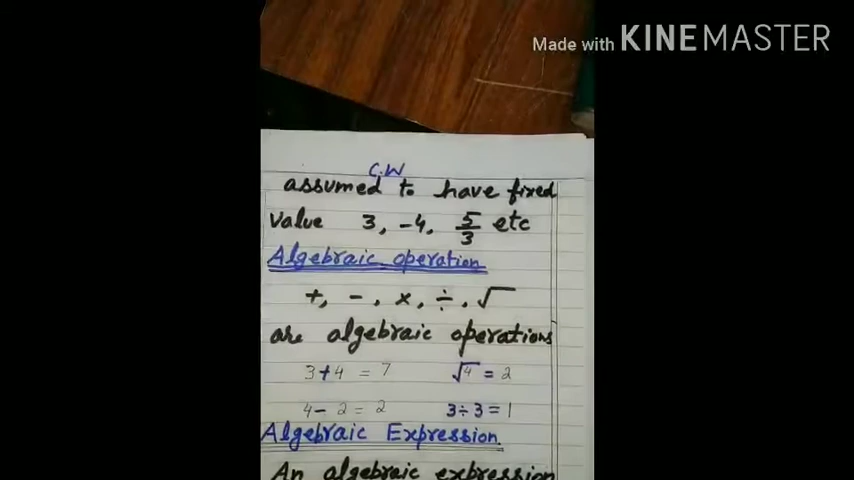 Made with KINEMASTER
C.W
assumed to have fixed
value 3, -4, 5/3 etc
Algebraic operation
+, -, ×, ÷, √
are algebraic operations
3+4 = 7 √4 = 2
4- 2 = 2 3÷3 = 1
Algebraic Expression.
An algebraic expression